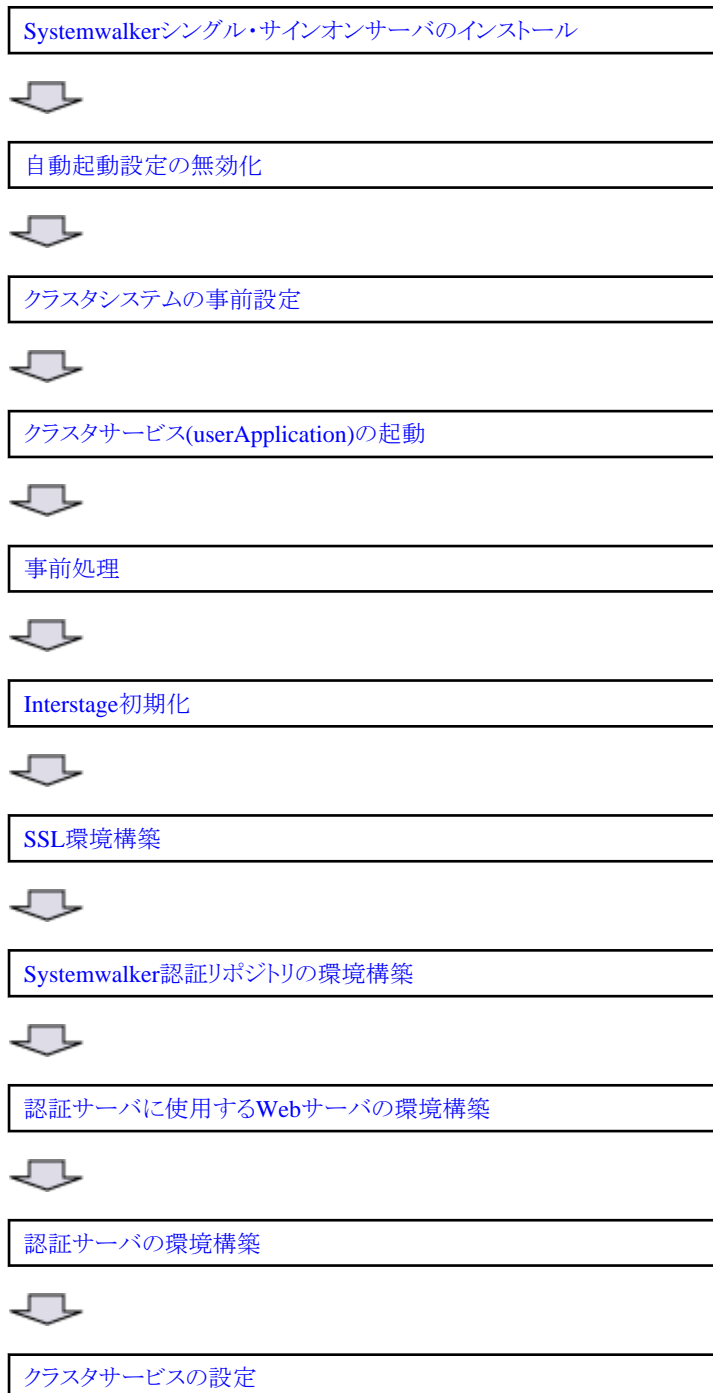 Systemwalkerシングル・サインオンサーバのインストール
自動起動設定の無効化
クラスタシステムの事前設定
クラスタサービス(userApplication)の起動
事前処理
Interstage初期化
SSL環境構築
Systemwalker認証リポジトリの環境構築
認証サーバに使用するWebサーバの環境構築
認証サーバの環境構築
クラスタサービスの設定